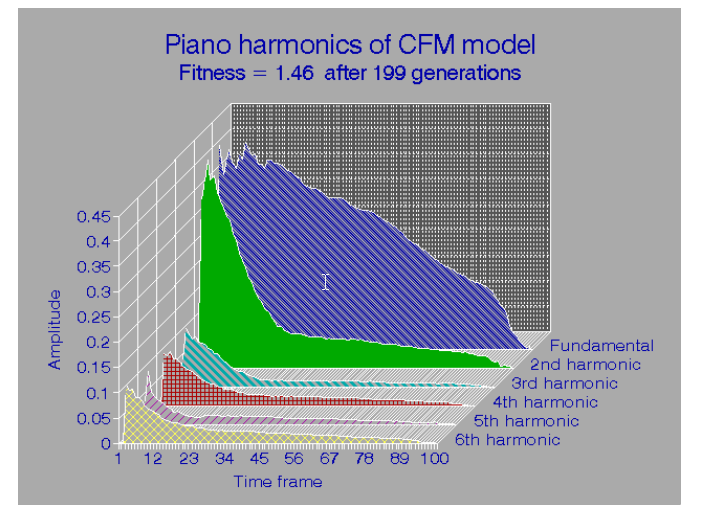 Piano harmonics of CFM model
Fitness = 1.46 after 199 generations
0.45
0.4
0.35
0.3
0.25
0.2
0.15
0.1
0.05
0
Amplitude
1 12 23 34 45 56 67 78 89 100
Time frame
Fundamental
2nd harmonic
3rd harmonic
4th harmonic
5th harmonic
6th harmonic